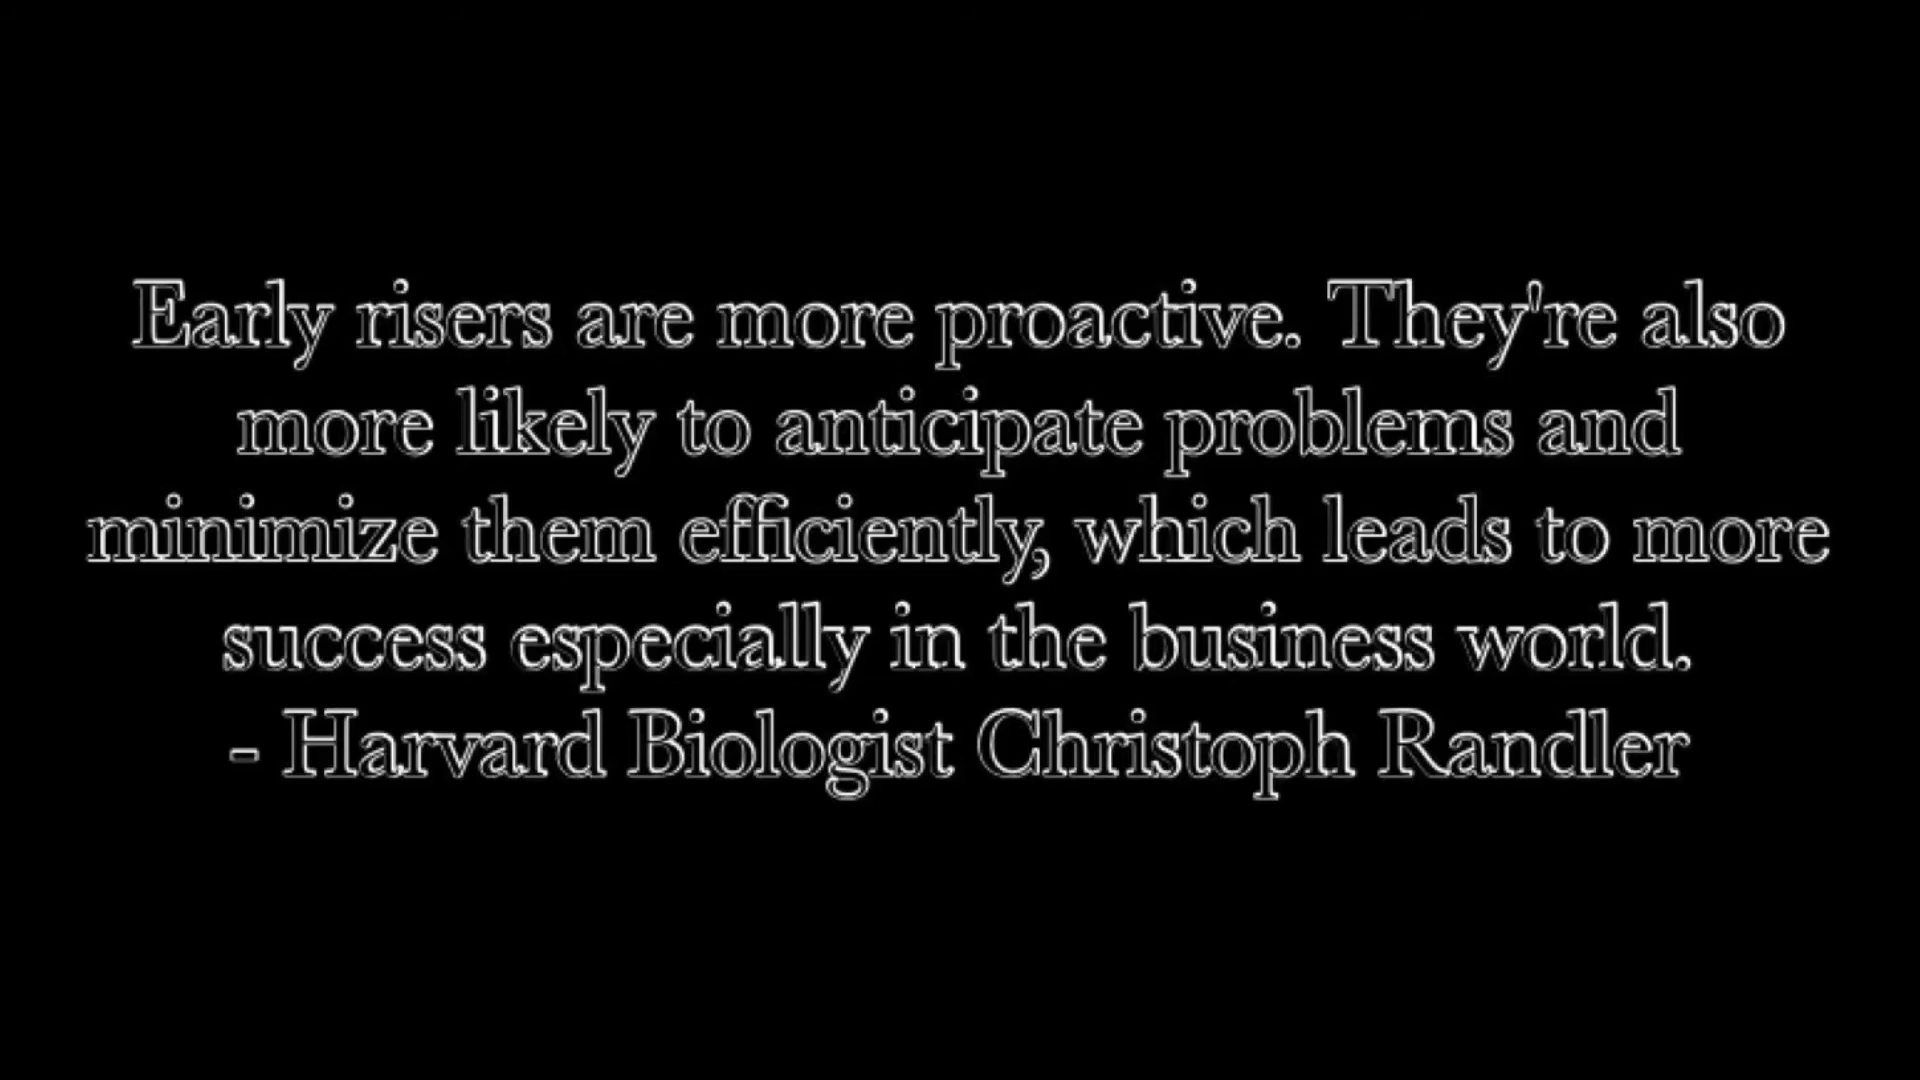 Early risers are more proactive. They're also
more likely to anticipate problems and
minimize them efficiently, which leads to more
success especially in the business world.
- Harvard Biologist Christoph Randler